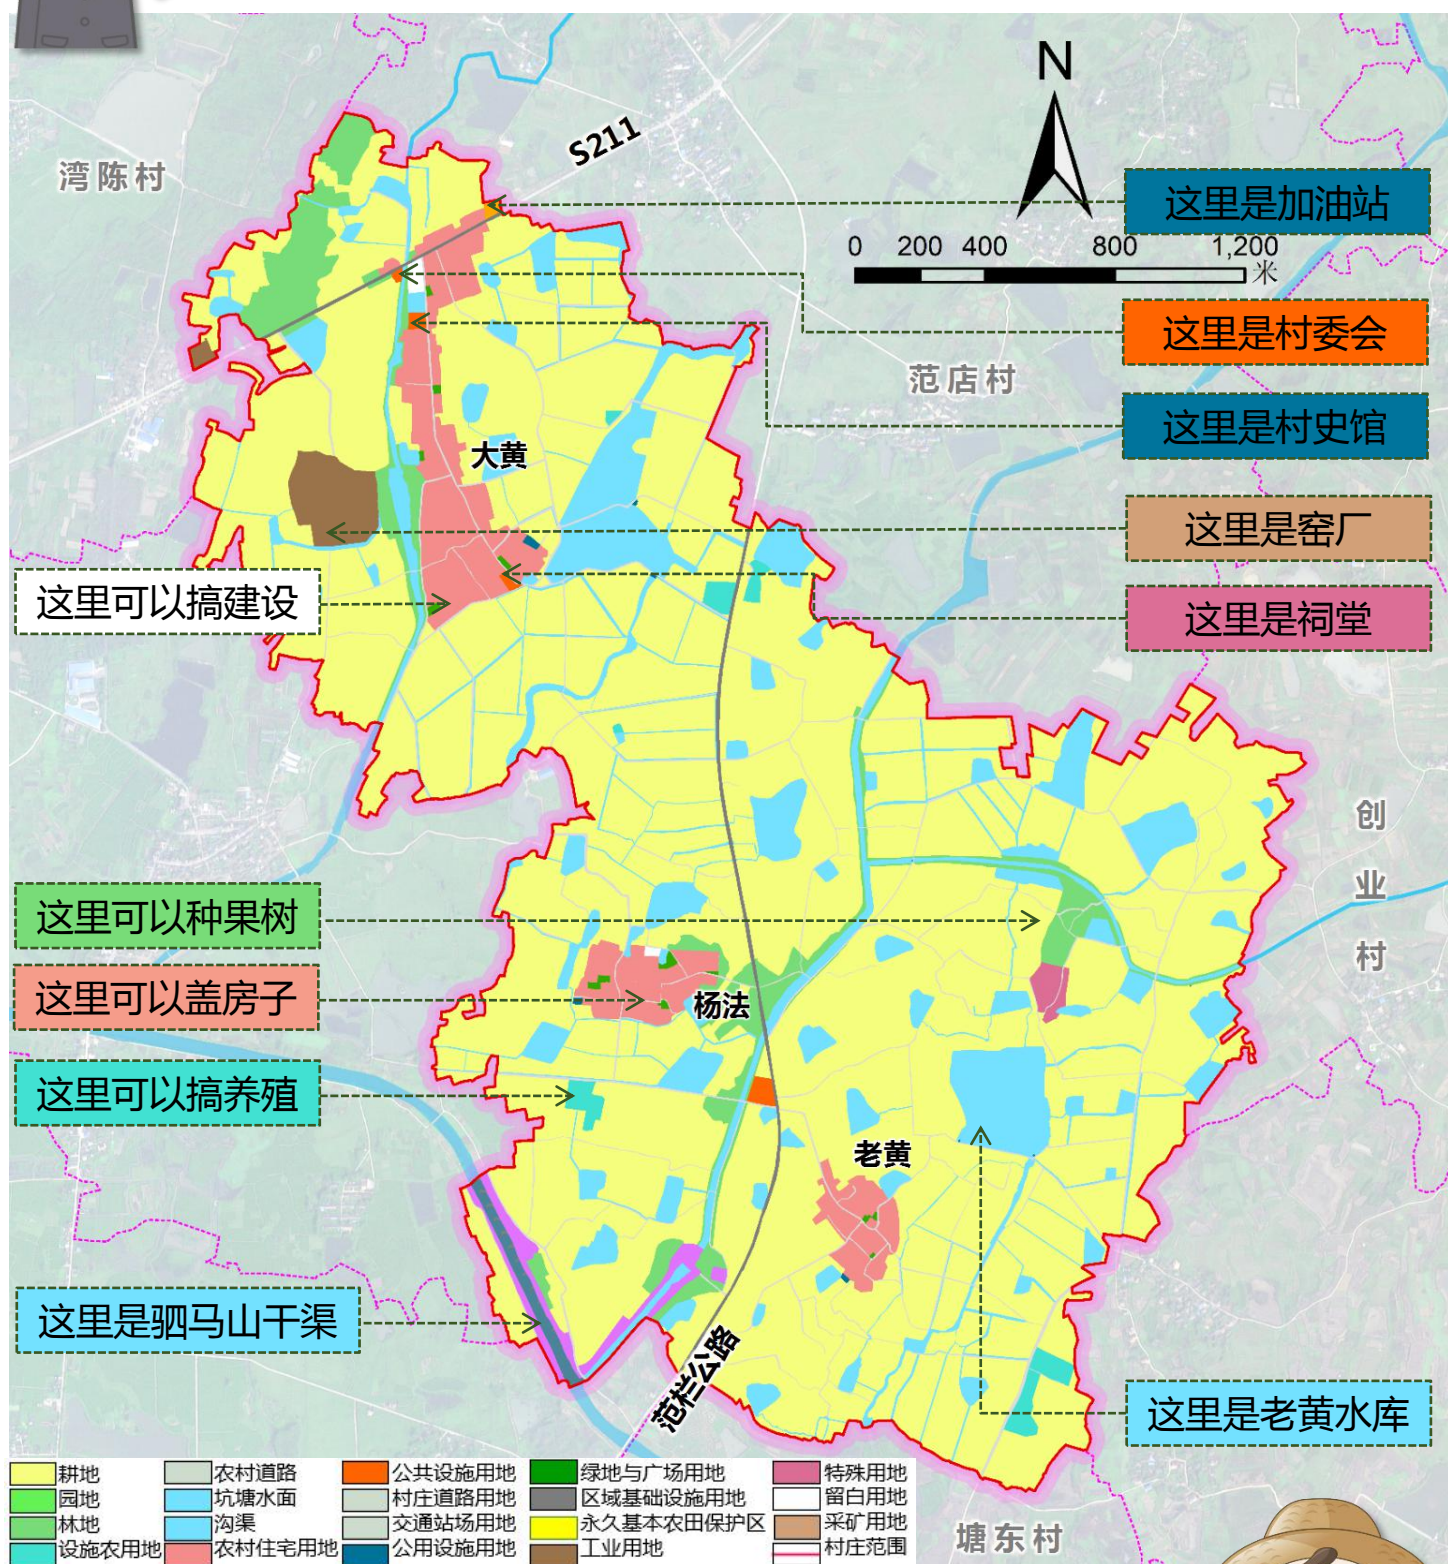 N
S211
湾陈村
这里是加油站
0 200 400 800 1,200
米
这里是村委会
范店村
这里是村史馆
大黄
这里是窑厂
这里可以搞建设
这里是祠堂
创业村
这里可以种果树
这里可以盖房子
杨法
这里可以搞养殖
老黄
这里是驷马山干渠
范栏公路
这里是老黄水库
耕地 农村道路 公共设施用地 绿地与广场用地 特殊用地
园地 坑塘水面 村庄道路用地 区域基础设施用地 留白用地
林地 沟渠 交通站场用地 永久基本农田保护区 采矿用地
设施农用地 农村住宅用地 公用设施用地 工业用地 村庄范围
塘东村